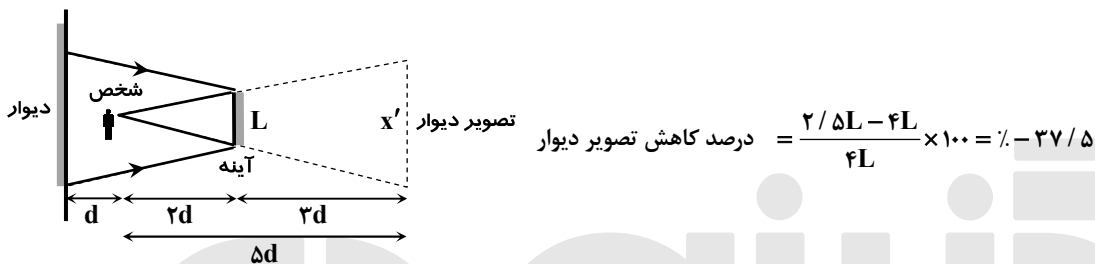 دیوار
شخص
L
آینه
x′
تصویر دیوار
d
۲d
۳d
۵d
درصد کاهش تصویر دیوار = (۲/۵L − ۴L)/۴L × ۱۰۰ = ٪ − ۳۷/۵